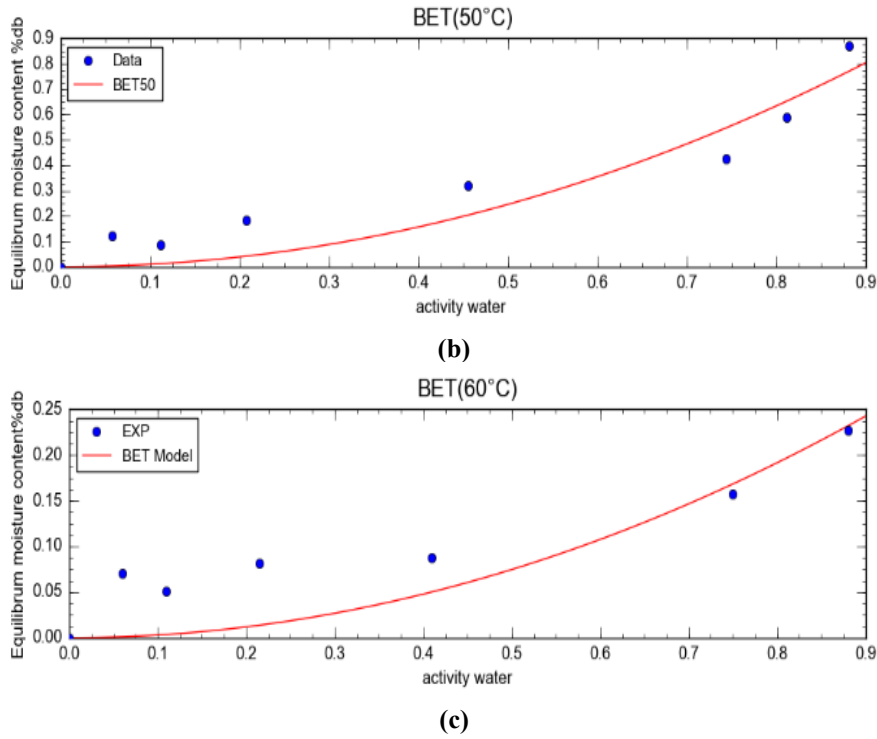 BET(50°C)
Equilibrum moisture content %db
0.9
0.8
0.7
0.6
0.5
0.4
0.3
0.2
0.1
0.0
Data
BET50
0.0 0.1 0.2 0.3 0.4 0.5 0.6 0.7 0.8 0.9
activity water
(b)
BET(60°C)
Equilibrum moisture content%db
0.25
0.20
0.15
0.10
0.05
0.00
EXP
BET Model
0.0 0.1 0.2 0.3 0.4 0.5 0.6 0.7 0.8 0.9
activity water
(c)